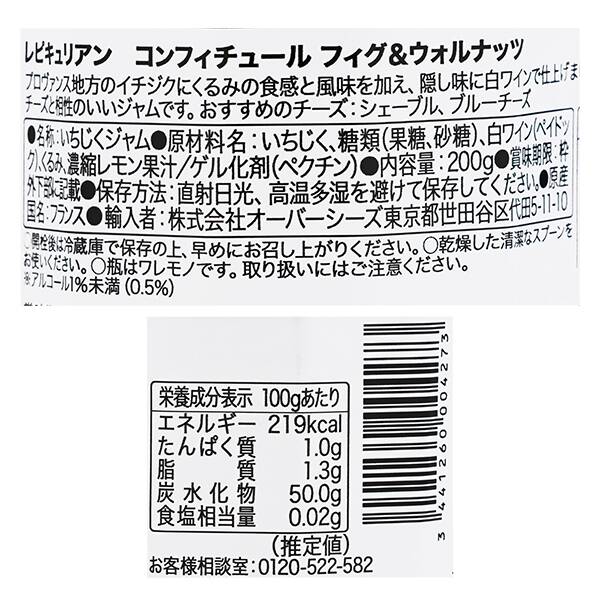 レピキュリアン コンフィチュール フィグ&ウォルナッツ
プロヴァンス地方のイチジクにくるみの食感と風味を加え、隠し味に白ワインで仕上げま
チーズと相性のいいジャムです。おすすめのチーズ:シェーブル、ブルーチーズ
●名称:いちじくジャム●原材料名:いちじく、糖類(果糖、砂糖)、白ワイン(ペイドッ
ク)、くるみ、濃縮レモン果汁/ゲル化剤(ペクチン)●内容量:200g●賞味期限:枠
外下部に記載●保存方法:直射日光、高温多湿を避けて保存してください。●原産
国名:フランス●輸入者:株式会社オーバーシーズ東京都世田谷区代田5-11-10
○開栓後は冷蔵庫で保存の上、早めにお召し上がりください。○乾燥した清潔なスプーンを
お使いください。○瓶はワレモノです。取り扱いにはご注意ください。
※アルコール1%未満(0.5%)
栄養成分表示 100gあたり
エネルギー 219kcal
たんぱく質 1.0g
脂質 1.3g
炭水化物 50.0g
食塩相当量 0.02g
(推定値)
お客様相談室:0120-522-582
3 441260 004273